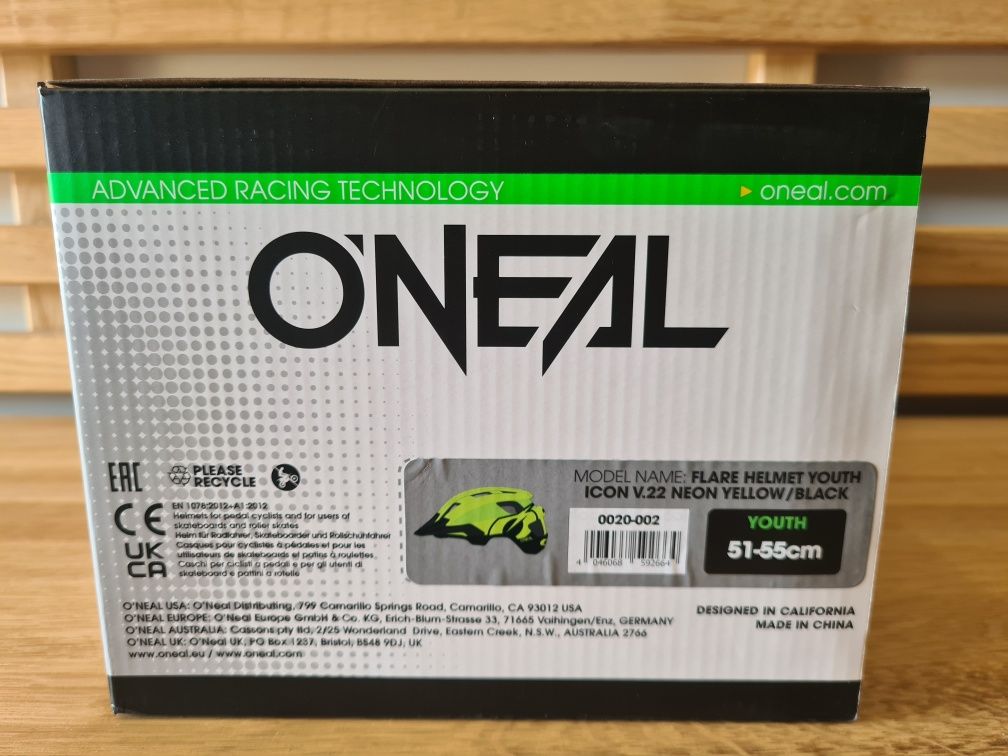 ADVANCED RACING TECHNOLOGY
oneal.com
O'NEAL
EAC
PLEASE
RECYCLE
CE
UK
CA
EN 1078:2012+A1:2012
Helmets for pedal cyclists and for users of
skateboards and roller skates
Helm für Radfahrer, Skateboarder und Rollschuhfahrer
Casques pour cyclistes à pédales et pour les
utilisateurs de skateboards et patins à roulettes
Caschi per ciclisti a pedali e per gli utenti di
skateboard e pattini a rotelle
MODEL NAME: FLARE HELMET YOUTH
ICON V.22 NEON YELLOW/BLACK
0020-002
4 046068 592664
YOUTH
51-55cm
O'NEAL USA: O'Neal Distributing, 799 Camarillo Springs Road, Camarillo, CA 93012 USA
O'NEAL EUROPE: O'Neal Europe GmbH & Co. KG, Erich-Blum-Strasse 33, 71665 Vaihingen/Enz, GERMANY
O'NEAL AUSTRALIA: Cassons pty ltd, 2/25 Wonderland Drive, Eastern Creek, N.S.W., AUSTRALIA 2766
O'NEAL UK: O'Neal UK, PO Box 1237, Bristol, BS48 9DJ, UK
www.oneal.eu / www.oneal.com
DESIGNED IN CALIFORNIA
MADE IN CHINA